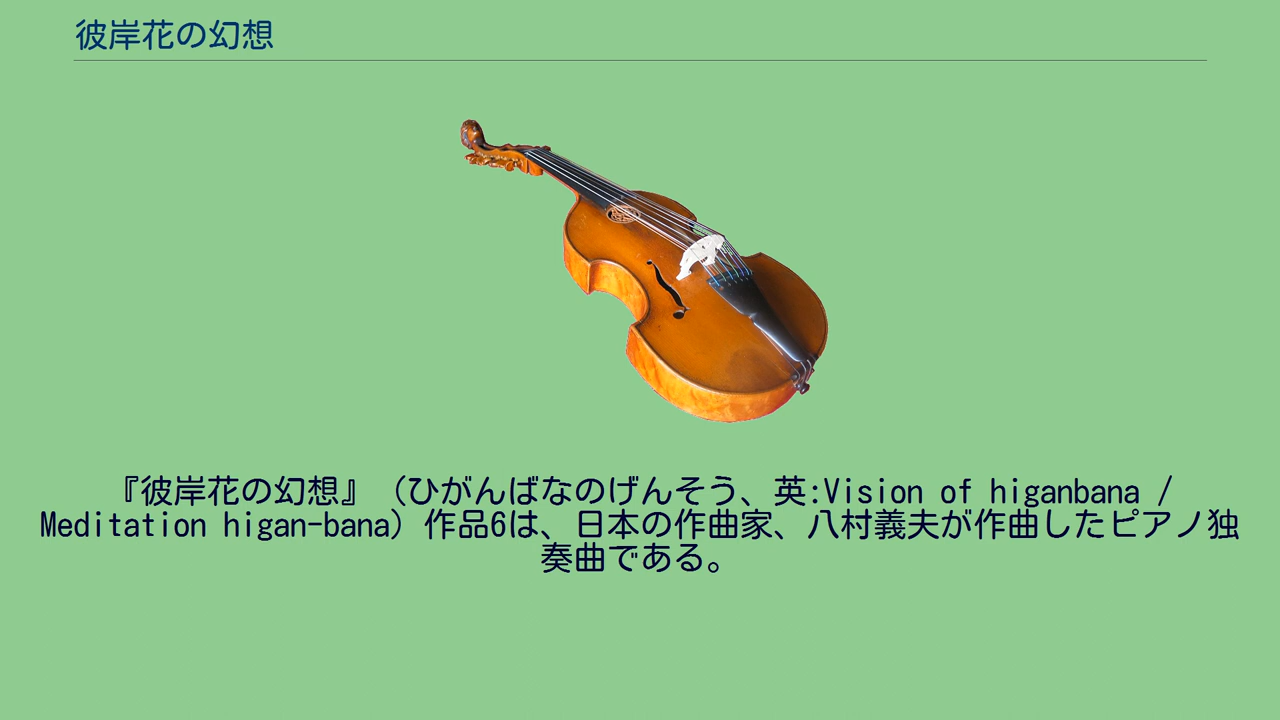 彼岸花の幻想
『彼岸花の幻想』（ひがんばなのげんそう、英:Vision of higanbana /
Meditation higan-bana）作品6は、日本の作曲家、八村義夫が作曲したピアノ独
奏曲である。